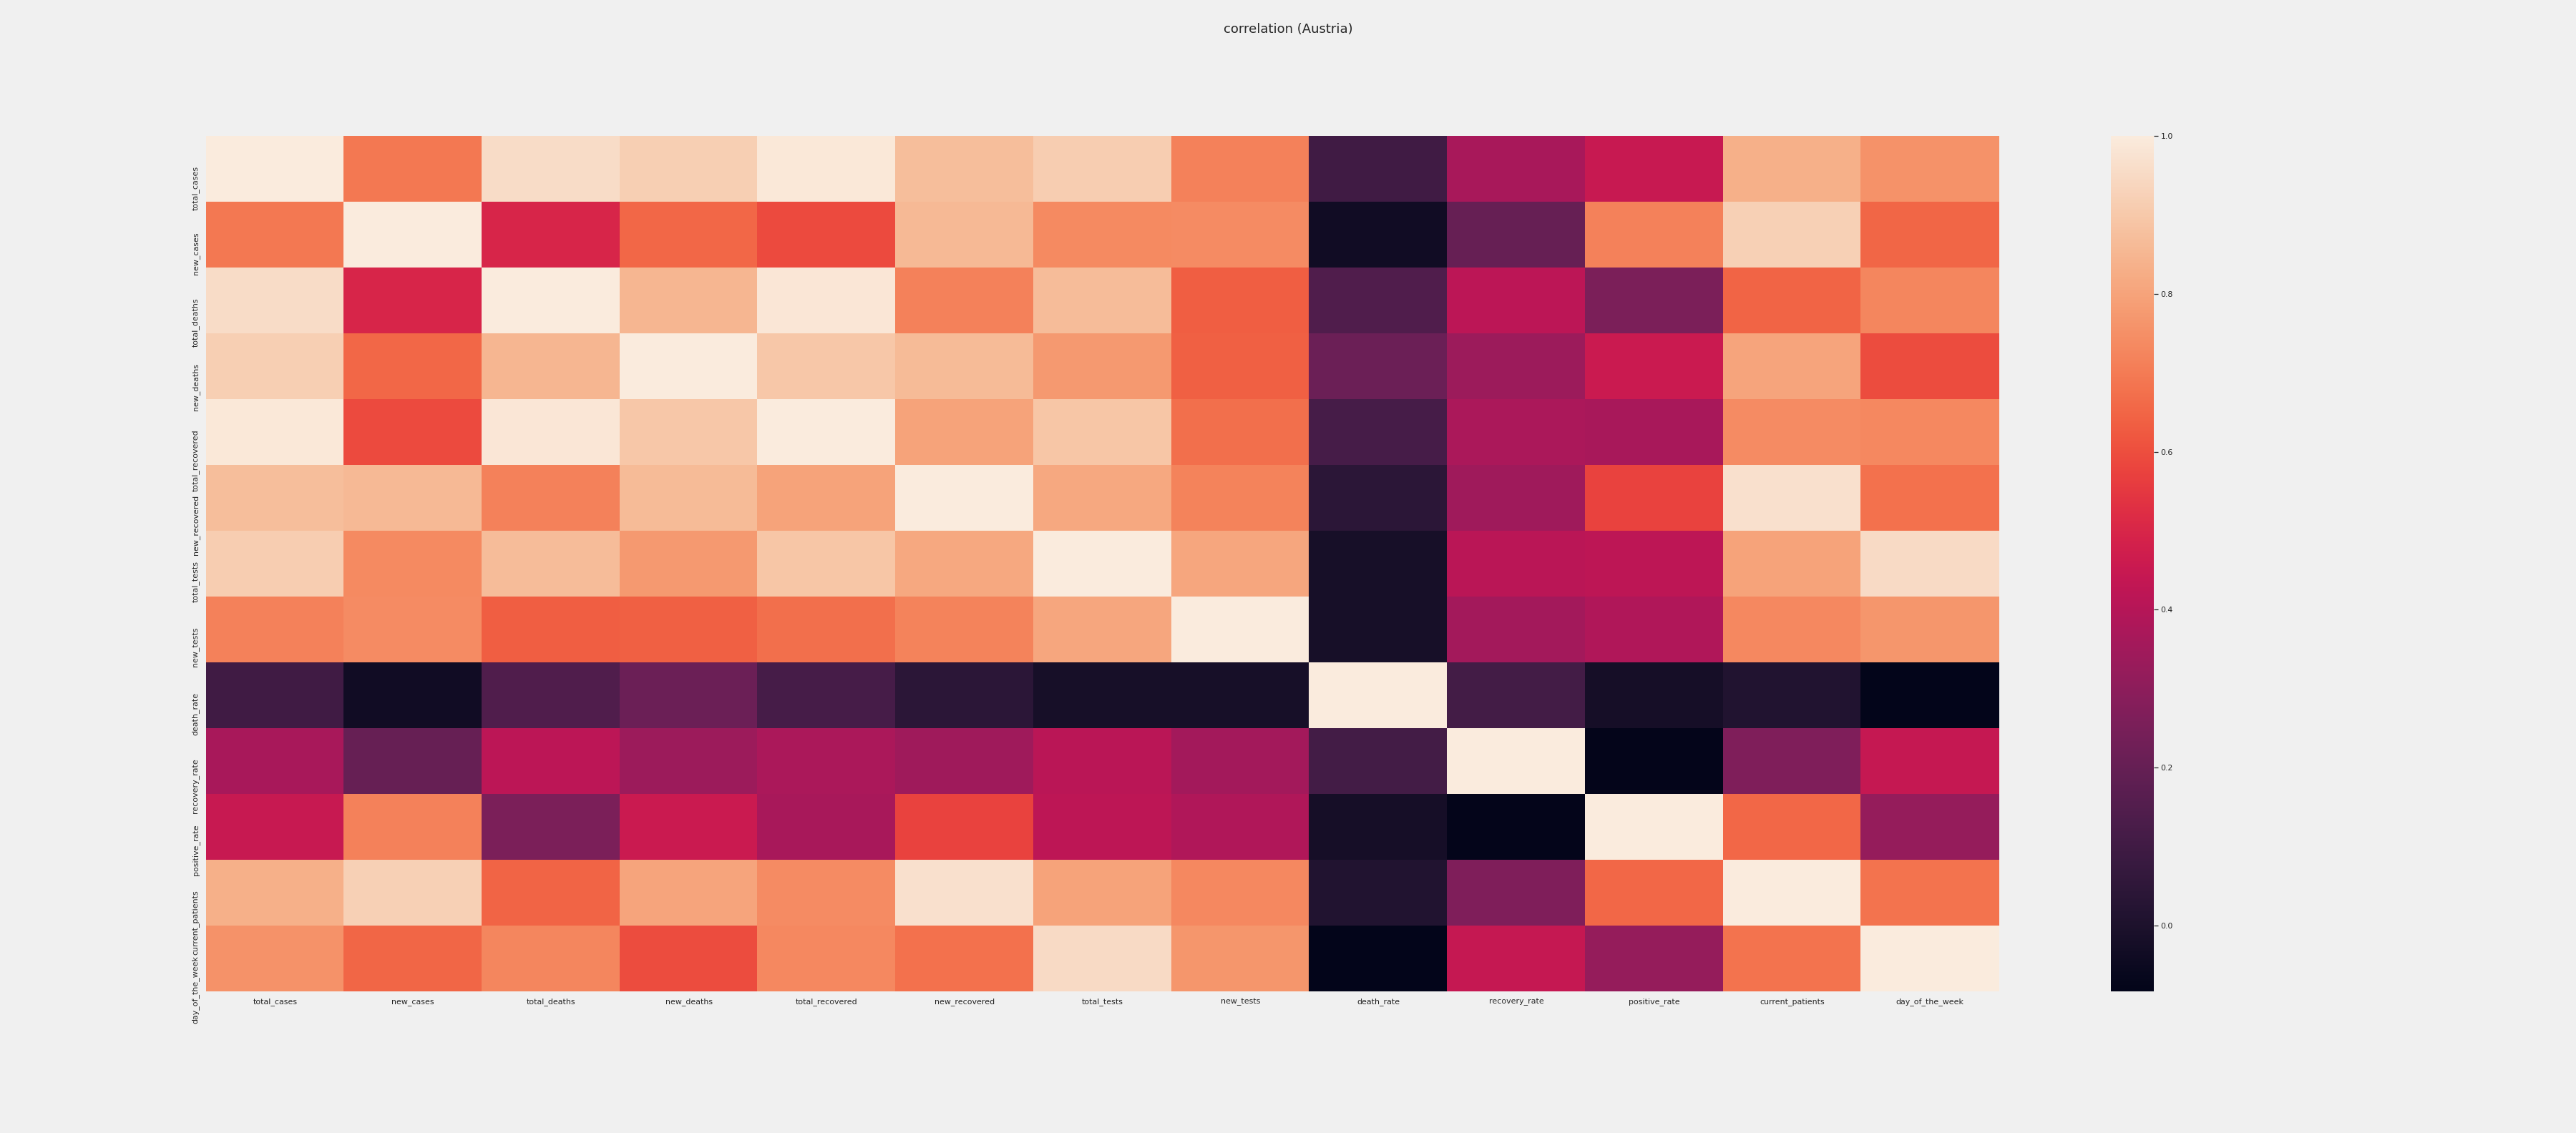 correlation (Austria)
total_cases
new_cases
total_deaths
new_deaths
total_recovered
new_recovered
total_tests
new_tests
death_rate
recovery_rate
positive_rate
current_patients
day_of_the_week
total_cases
new_cases
total_deaths
new_deaths
total_recovered
new_recovered
total_tests
new_tests
death_rate
recovery_rate
positive_rate
current_patients
day_of_the_week
1.0
0.8
0.6
0.4
0.2
0.0